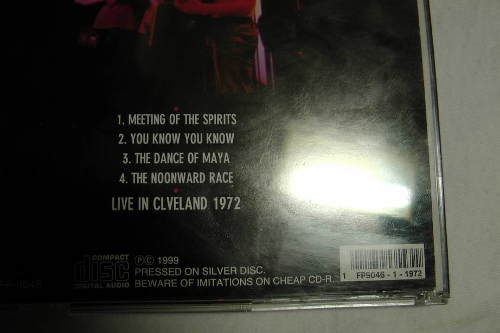 1. MEETING OF THE SPIRITS
2. YOU KNOW YOU KNOW
3. THE DANCE OF MAYA
4. THE NOONWARD RACE
LIVE IN CLVELAND 1972
COMPACT
disc
DIGITAL AUDIO
Ⓟ© 1999
PRESSED ON SILVER DISC.
BEWARE OF IMITATIONS ON CHEAP CD-R.
1 FP9046 - 1 - 1972